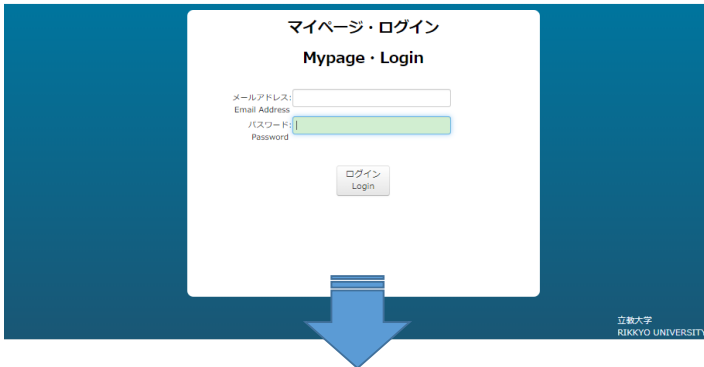 マイページ・ログイン
Mypage・Login
メールアドレス:
Email Address
パスワード:
Password
ログイン
Login
立教大学
RIKKYO UNIVERSITY